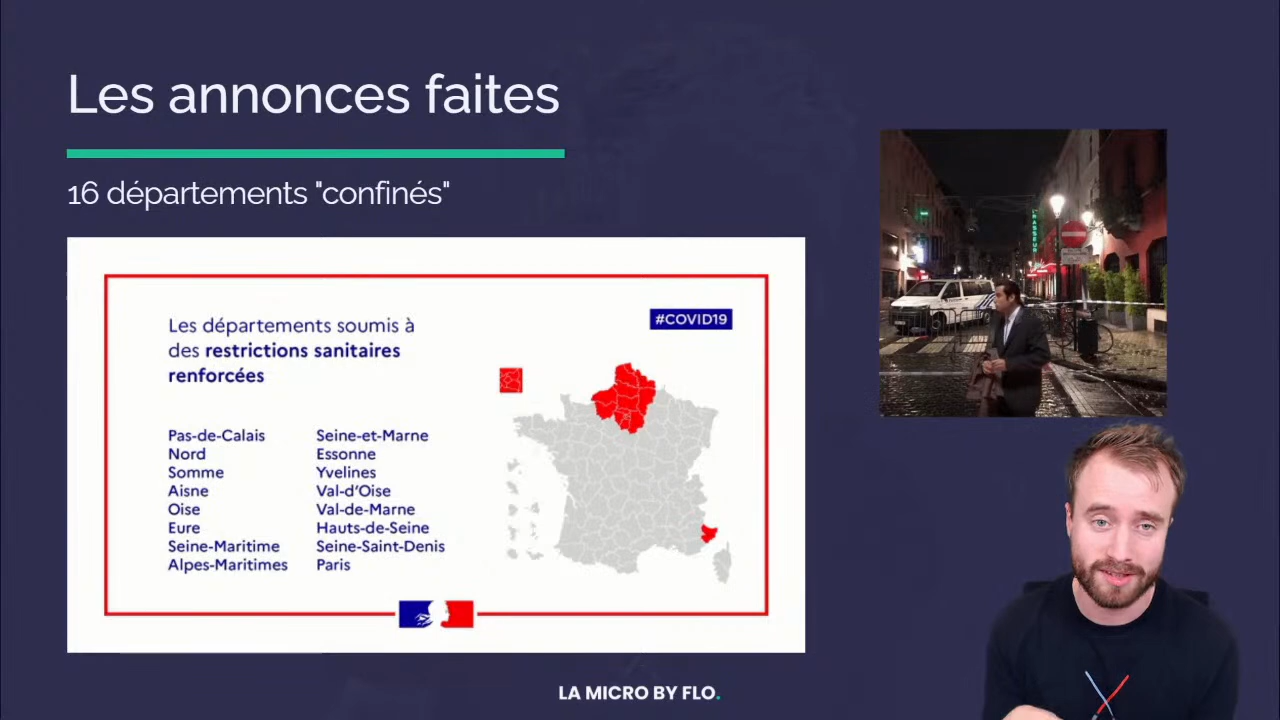 Les annonces faites
16 départements "confinés"
Les départements soumis à
des restrictions sanitaires
renforcées
#COVID19
Pas-de-Calais
Nord
Somme
Aisne
Oise
Eure
Seine-Maritime
Alpes-Maritimes
Seine-et-Marne
Essonne
Yvelines
Val-d'Oise
Val-de-Marne
Hauts-de-Seine
Seine-Saint-Denis
Paris
LA MICRO BY FLO.